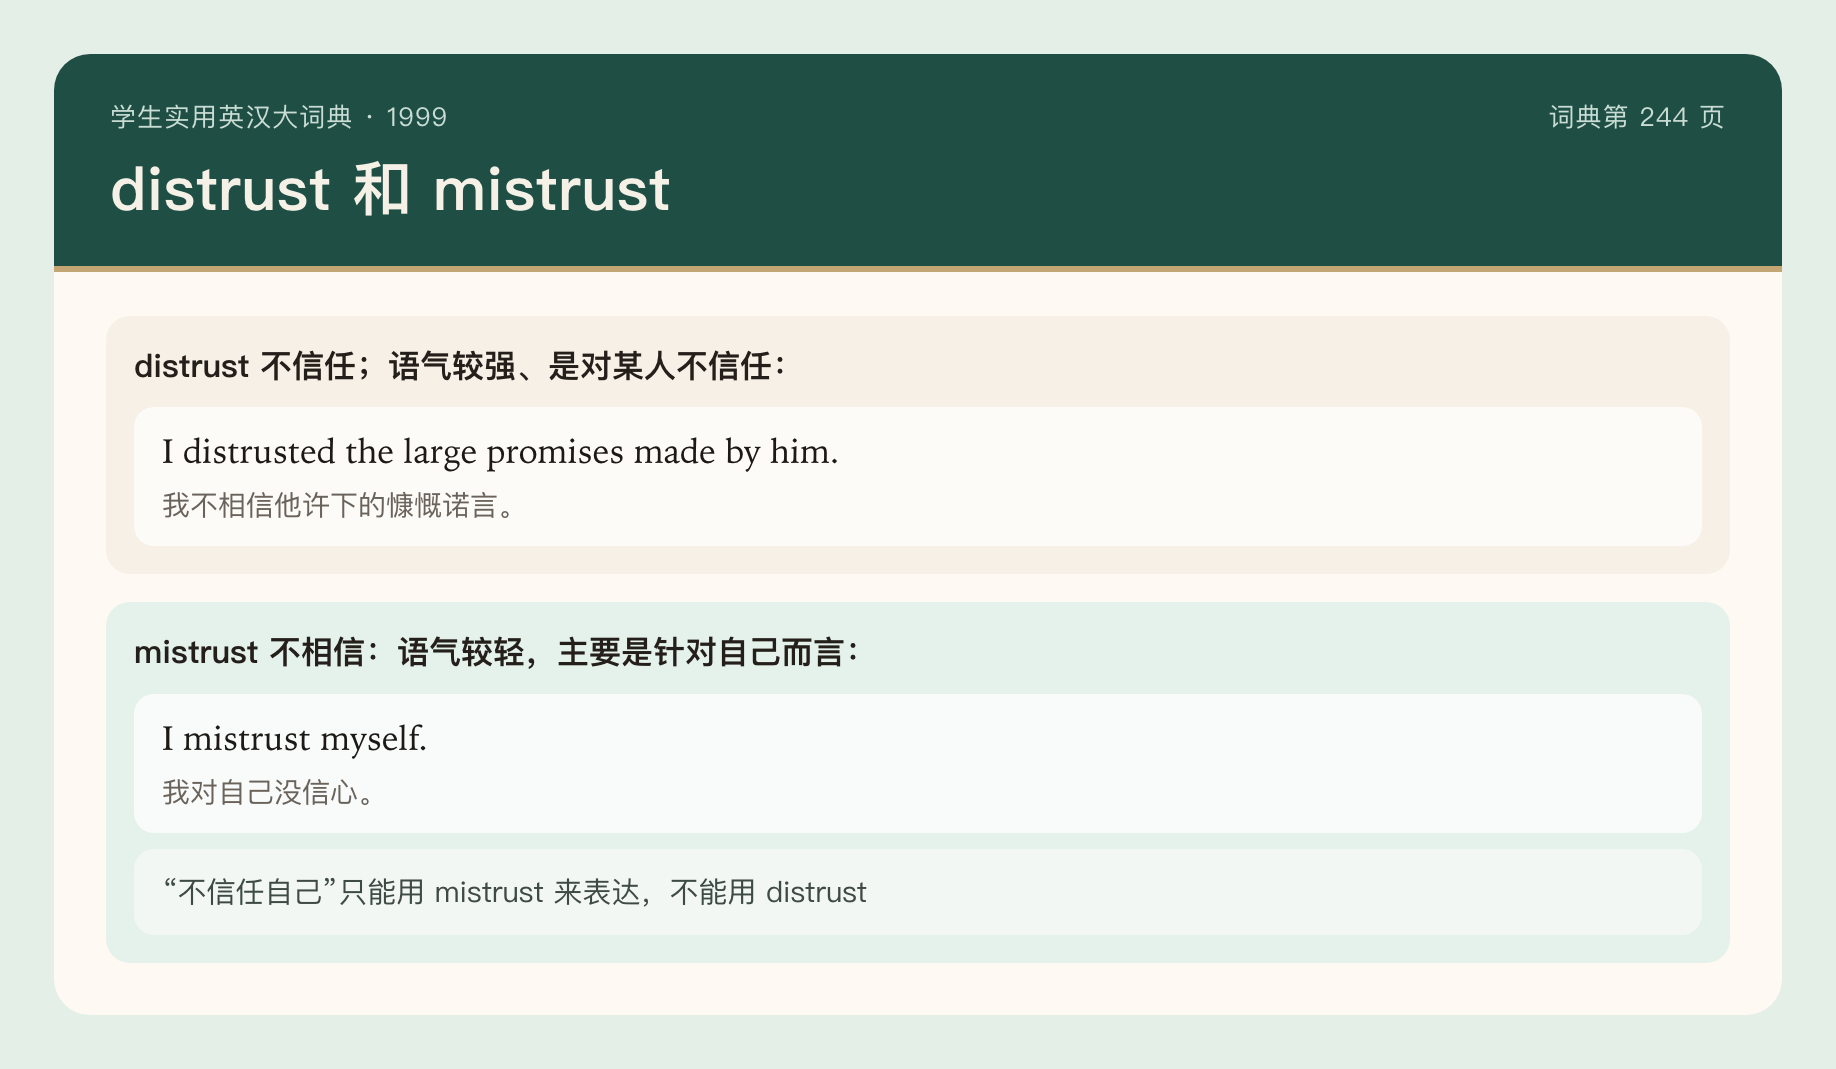 学生实用英汉大词典 · 1999
词典第 244 页
distrust 和 mistrust
distrust 不信任；语气较强、是对某人不信任：
I distrusted the large promises made by him.
我不相信他许下的慷慨诺言。
mistrust 不相信：语气较轻，主要是针对自己而言：
I mistrust myself.
我对自己没信心。
“不信任自己”只能用 mistrust 来表达，不能用 distrust